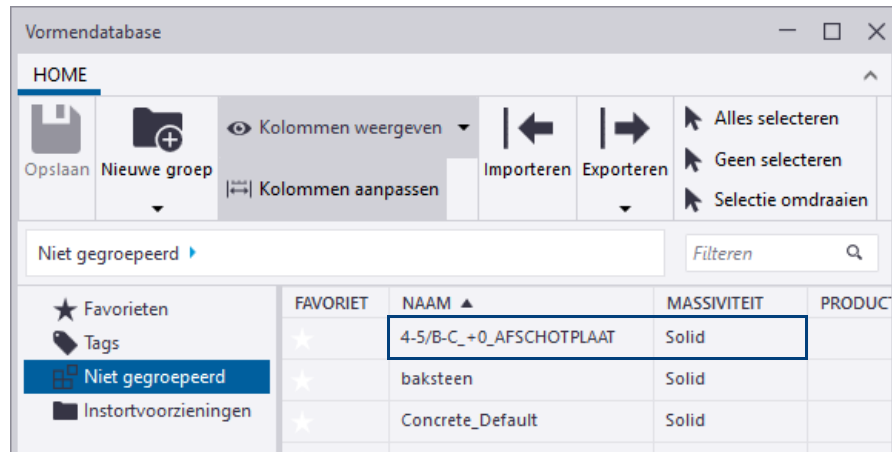 Vormendatabase
HOME
Opslaan
Nieuwe groep
Kolommen weergeven
Kolommen aanpassen
Importeren
Exporteren
Alles selecteren
Geen selecteren
Selectie omdraaien
Niet gegroepeerd
Filteren
Favorieten
Tags
Niet gegroepeerd
Instortvoorzieningen
FAVORIET NAAM MASSIVITEIT PRODUCT
4-5/B-C_+0_AFSCHOTPLAAT Solid
baksteen Solid
Concrete_Default Solid